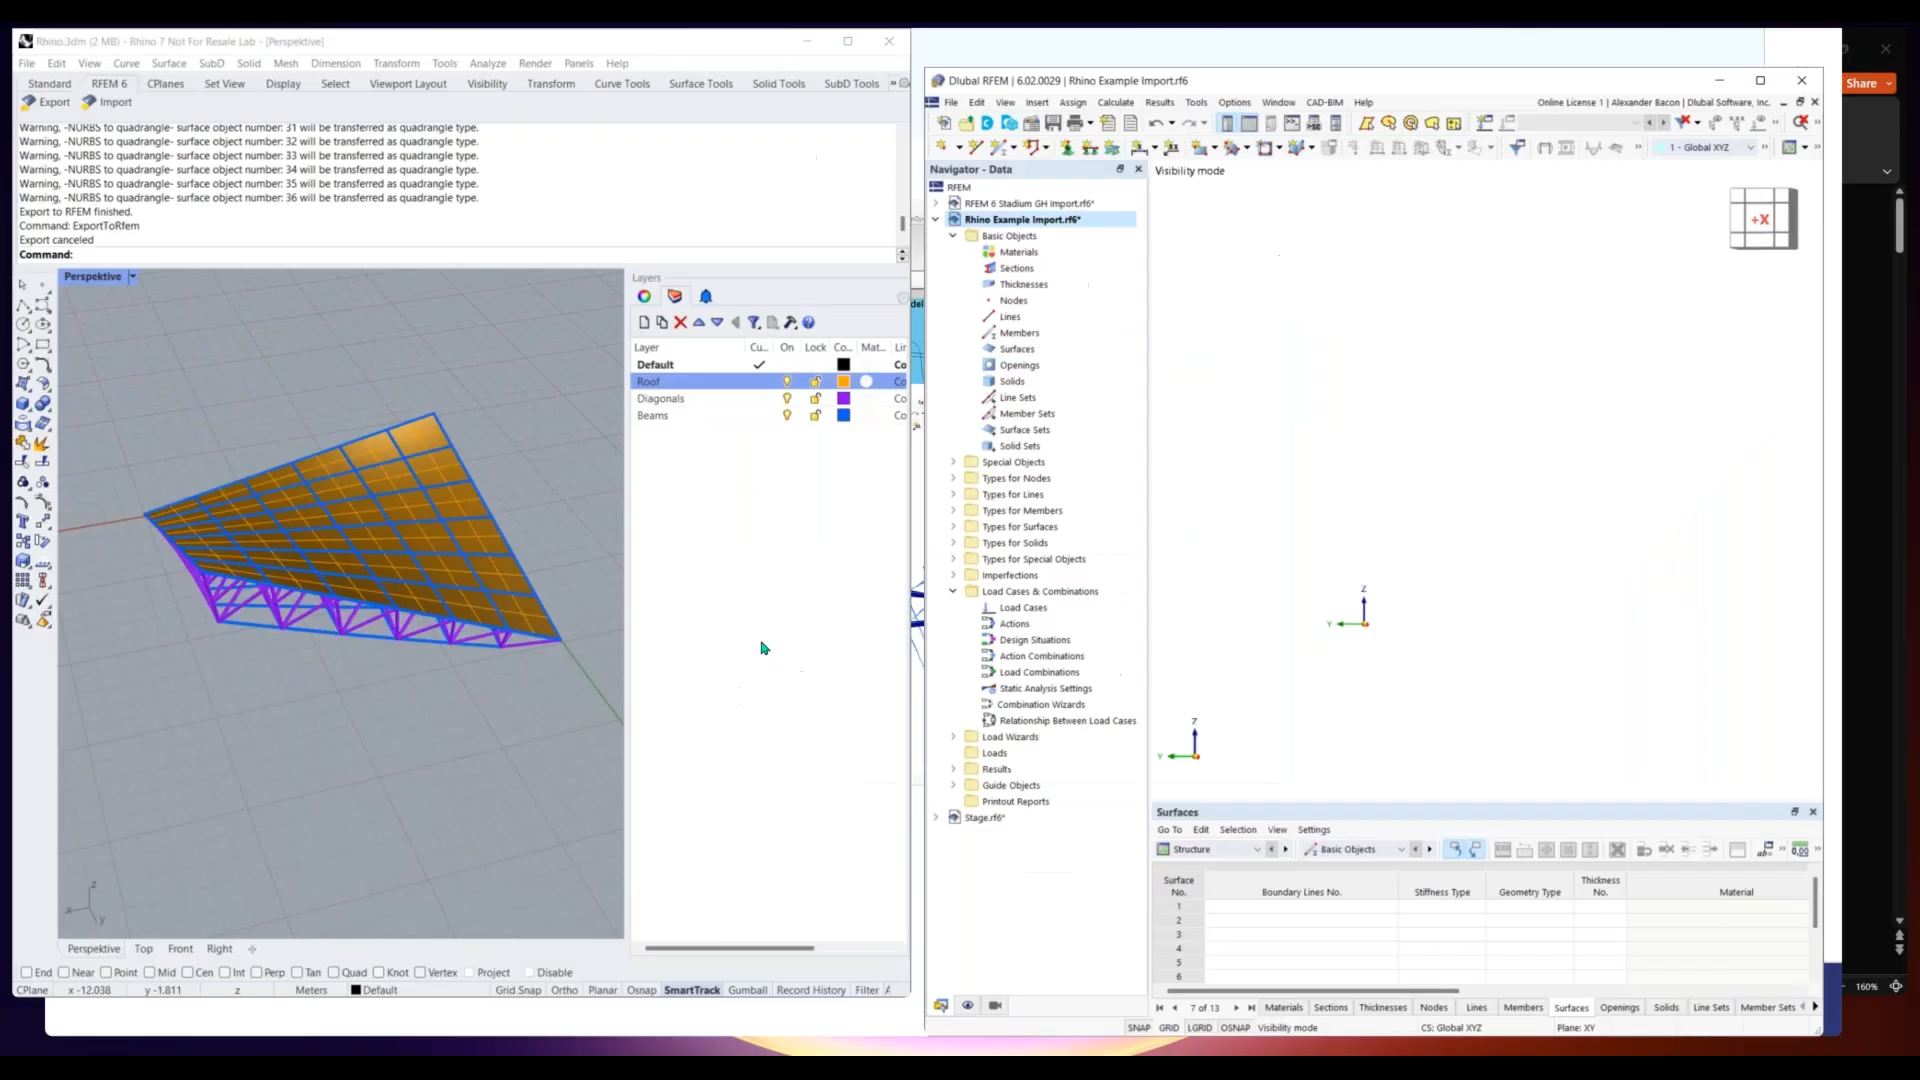 Rhino.3dm (2 MB) - Rhino 7 Not For Resale Lab - [Perspektive]
File Edit View Curve Surface SubD Solid Mesh Dimension Transform Tools Analyze Render Panels Help
Standard RFEM 6 CPlanes Set View Display Select Viewport Layout Visibility Transform Curve Tools Surface Tools Solid Tools SubD Tools »
Export Import
Warning, -NURBS to quadrangle- surface object number: 31 will be transferred as quadrangle type.
Warning, -NURBS to quadrangle- surface object number: 32 will be transferred as quadrangle type.
Warning, -NURBS to quadrangle- surface object number: 33 will be transferred as quadrangle type.
Warning, -NURBS to quadrangle- surface object number: 34 will be transferred as quadrangle type.
Warning, -NURBS to quadrangle- surface object number: 35 will be transferred as quadrangle type.
Warning, -NURBS to quadrangle- surface object number: 36 will be transferred as quadrangle type.
Export to RFEM finished.
Command: ExportToRfem
Export canceled
Command:
Perspektive
Layers
Layer Cu... On Lock Co... Mat... Lir
Default Co
Roof Co
Diagonals Co
Beams Co
z
x
y
Perspective Top Front Right
End Near Point Mid Cen Int Perp Tan Quad Knot Vertex Project Disable
CPlane x -12.038 y -1.811 z Meters Default Grid Snap Ortho Planar Osnap SmartTrack Gumball Record History Filter
Dlubal RFEM | 6.02.0029 | Rhino Example Import.rf6
File Edit View Insert Assign Calculate Results Tools Options Window CAD-BIM Help
Online License 1 | Alexander Bacon | Dlubal Software, Inc.
1 - Global XYZ
Navigator - Data
RFEM
RFEM 6 Stadium GH Import.rf6*
Rhino Example Import.rf6*
Basic Objects
Materials
Sections
Thicknesses
Nodes
Lines
Members
Surfaces
Openings
Solids
Line Sets
Member Sets
Surface Sets
Solid Sets
Special Objects
Types for Nodes
Types for Lines
Types for Members
Types for Surfaces
Types for Solids
Types for Special Objects
Imperfections
Load Cases & Combinations
Load Cases
Actions
Design Situations
Action Combinations
Load Combinations
Static Analysis Settings
Combination Wizards
Relationship Between Load Cases
Load Wizards
Loads
Results
Guide Objects
Printout Reports
Stage.rf6*
Visibility mode
+X
Z
Y
Z
Y
Surfaces
Go To Edit Selection View Settings
Structure Basic Objects
Surface No. Boundary Lines No. Stiffness Type Geometry Type Thickness No. Material
1
2
3
4
5
6
7 of 13 Materials Sections Thicknesses Nodes Lines Members Surfaces Openings Solids Line Sets Member Sets
SNAP GRID LGRID OSNAP Visibility mode CS: Global XYZ Plane: XY
Share
160%